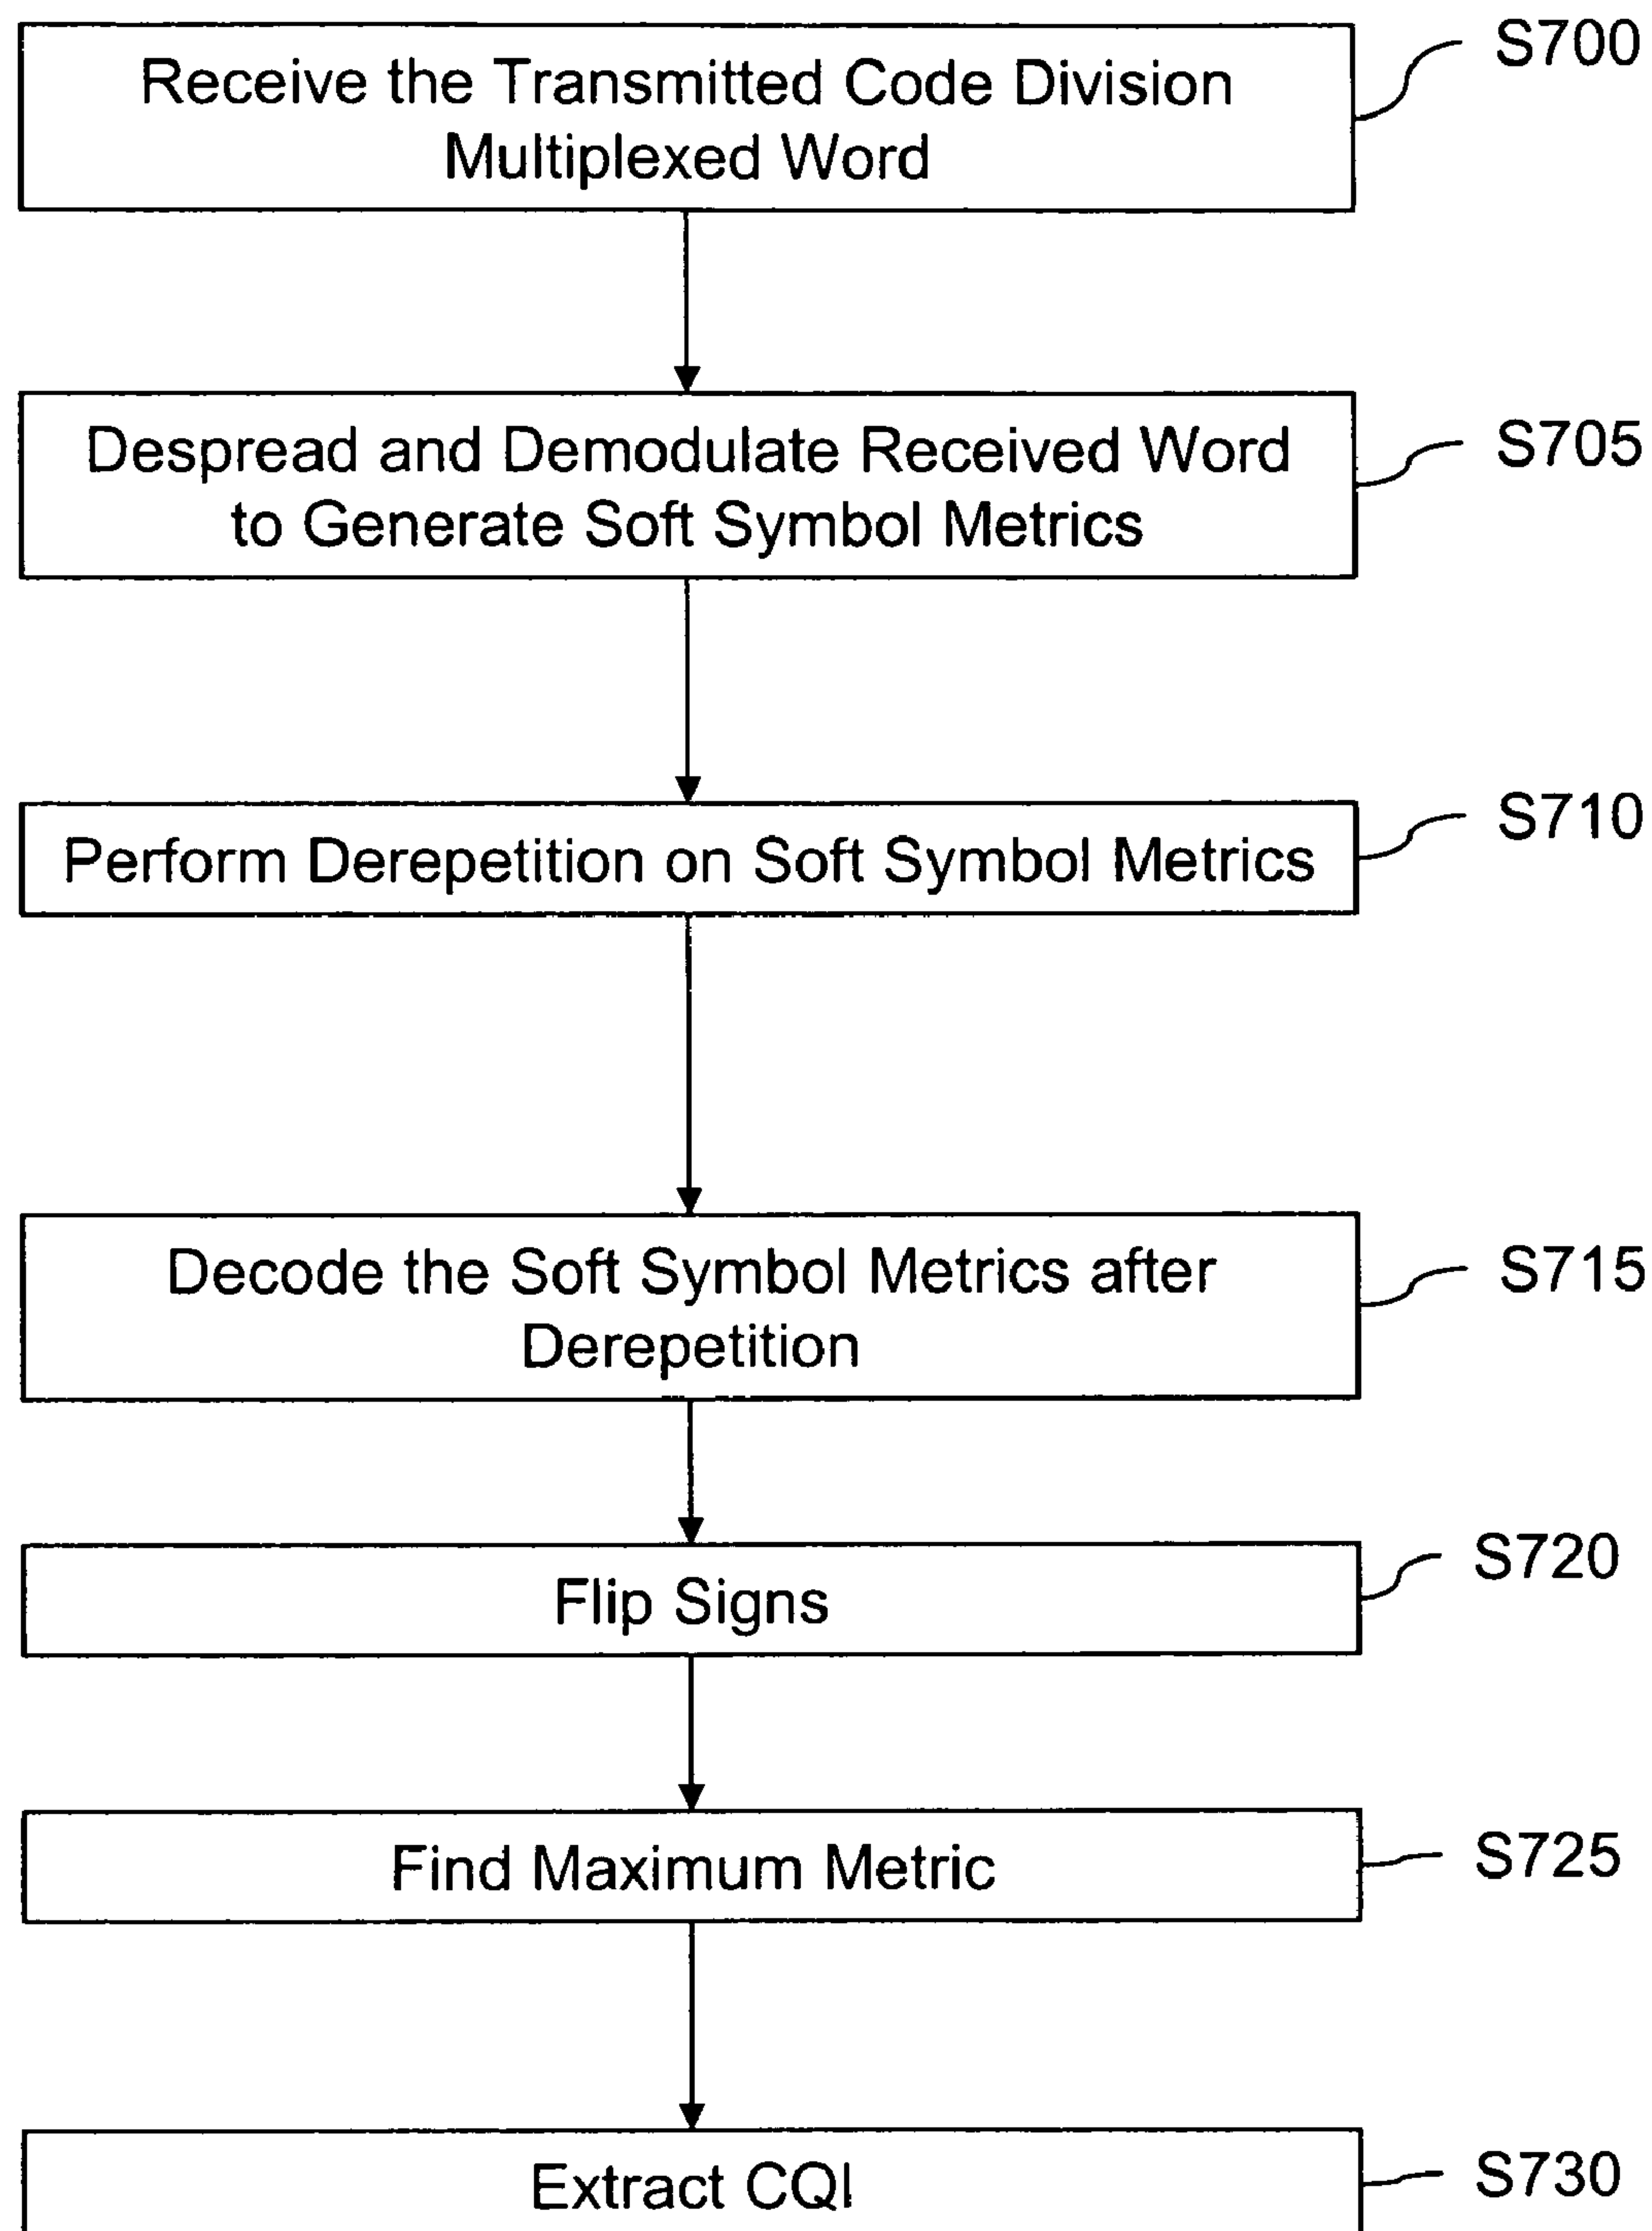 Receive the Transmitted Code Division
Multiplexed Word
S700
Despread and Demodulate Received Word
to Generate Soft Symbol Metrics
S705
Perform Derepetition on Soft Symbol Metrics
S710
Decode the Soft Symbol Metrics after
Derepetition
S715
Flip Signs
S720
Find Maximum Metric
S725
Extract CQI
S730